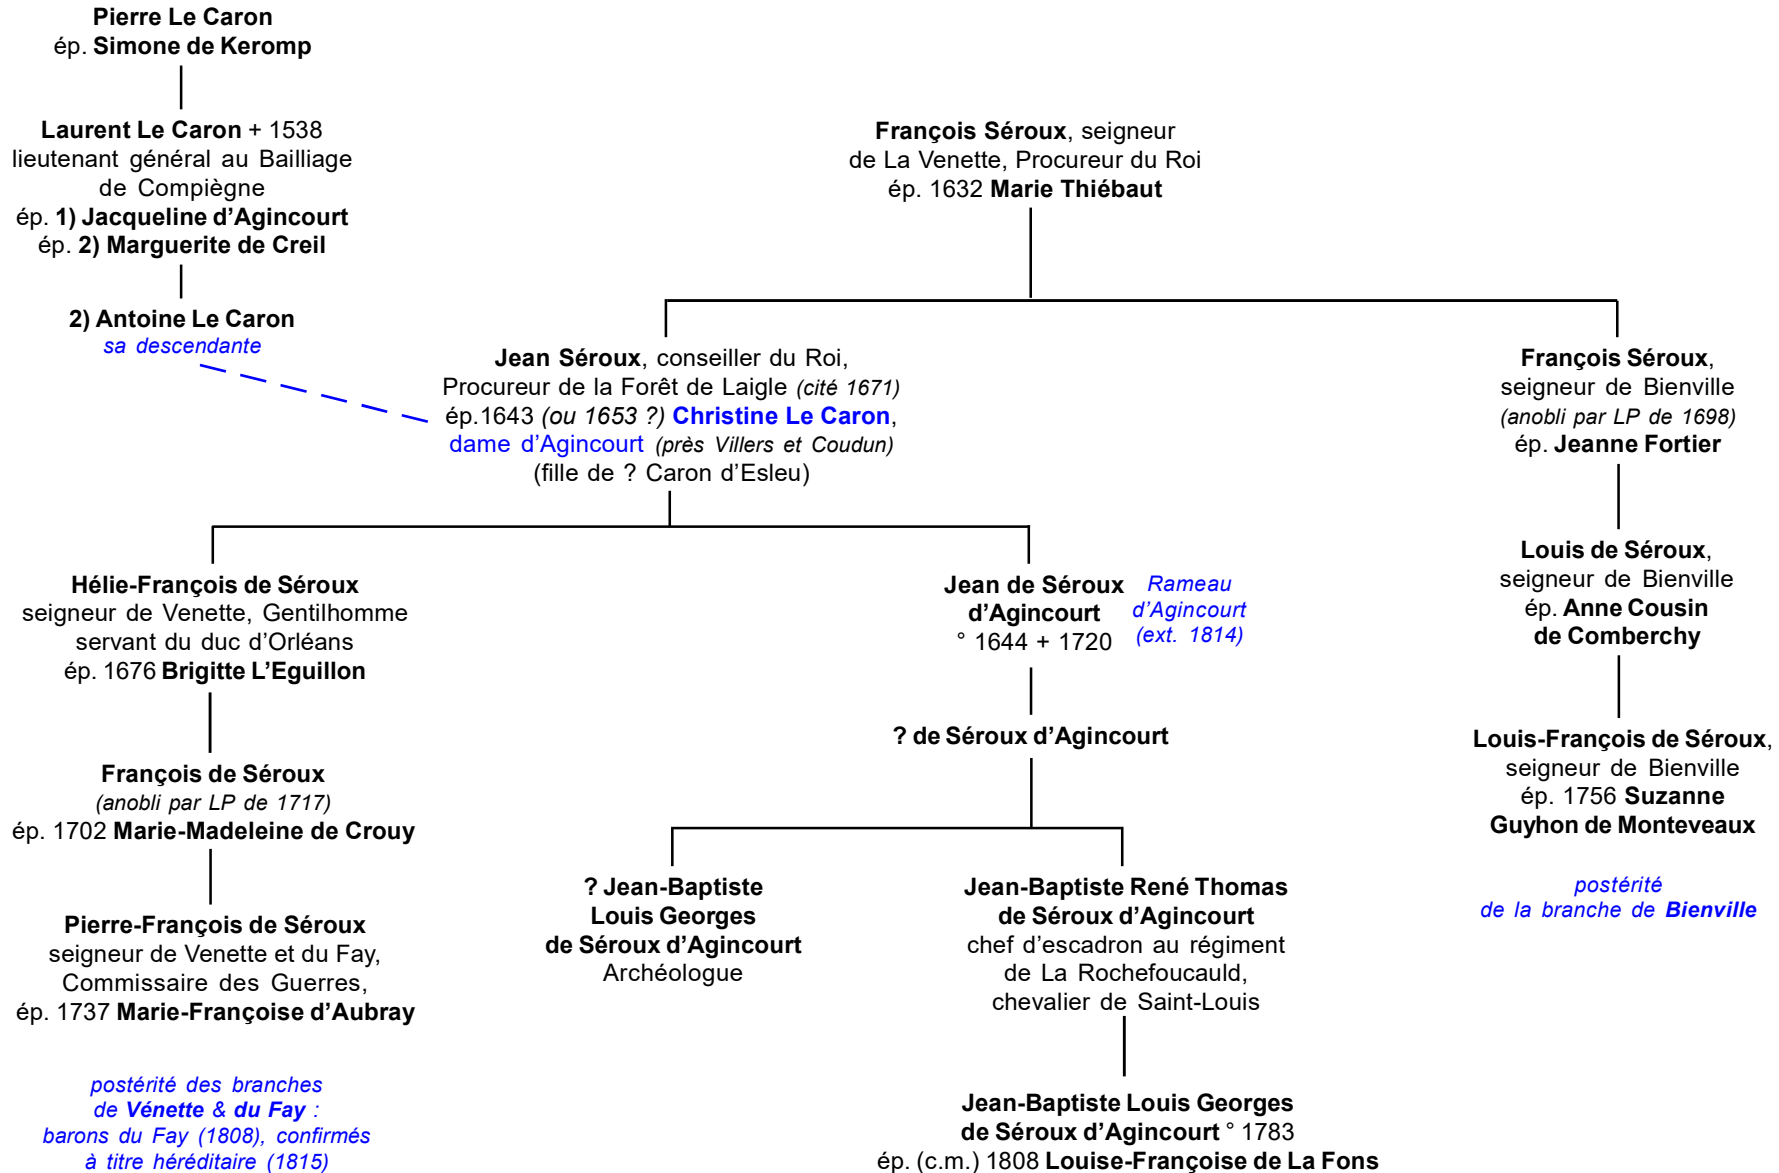 Pierre Le Caron
ép. Simone de Keromp
Laurent Le Caron + 1538
lieutenant général au Bailliage
de Compiègne
ép. 1) Jacqueline d’Agincourt
ép. 2) Marguerite de Creil
2) Antoine Le Caron
sa descendante
François Séroux, seigneur
de La Venette, Procureur du Roi
ép. 1632 Marie Thiébaut
Jean Séroux, conseiller du Roi,
Procureur de la Forêt de Laigle (cité 1671)
ép.1643 (ou 1653 ?) Christine Le Caron,
dame d’Agincourt (près Villers et Coudun)
(fille de ? Caron d’Esleu)
François Séroux,
seigneur de Bienville
(anobli par LP de 1698)
ép. Jeanne Fortier
Hélie-François de Séroux
seigneur de Venette, Gentilhomme
servant du duc d’Orléans
ép. 1676 Brigitte L’Eguillon
Jean de Séroux
d’Agincourt
° 1644 + 1720
Rameau
d’Agincourt
(ext. 1814)
Louis de Séroux,
seigneur de Bienville
ép. Anne Cousin
de Comberchy
? de Séroux d’Agincourt
François de Séroux
(anobli par LP de 1717)
ép. 1702 Marie-Madeleine de Crouy
Louis-François de Séroux,
seigneur de Bienville
ép. 1756 Suzanne
Guyhon de Monteveaux
postérité
de la branche de Bienville
Pierre-François de Séroux
seigneur de Venette et du Fay,
Commissaire des Guerres,
ép. 1737 Marie-Françoise d’Aubray
? Jean-Baptiste
Louis Georges
de Séroux d’Agincourt
Archéologue
Jean-Baptiste René Thomas
de Séroux d’Agincourt
chef d’escadron au régiment
de La Rochefoucauld,
chevalier de Saint-Louis
postérité des branches
de Vénette & du Fay :
barons du Fay (1808), confirmés
à titre héréditaire (1815)
Jean-Baptiste Louis Georges
de Séroux d’Agincourt ° 1783
ép. (c.m.) 1808 Louise-Françoise de La Fons